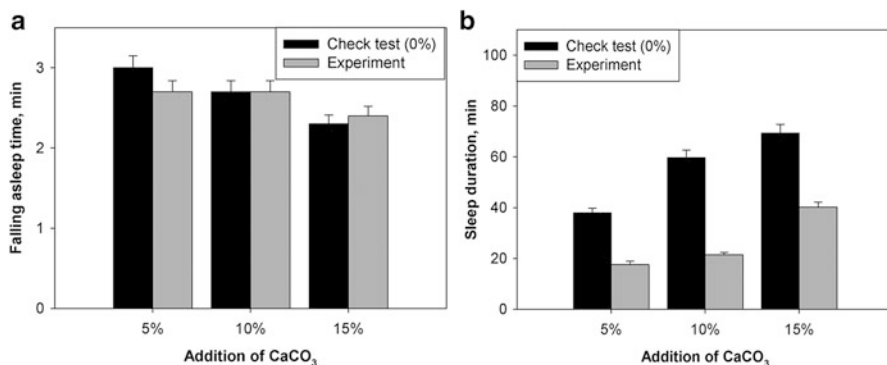 a
Check test (0%)
Experiment
Falling asleep time, min
3
2
1
0
5% 10% 15%
Addition of CaCO₃
b
Check test (0%)
Experiment
Sleep duration, min
100
80
60
40
20
0
5% 10% 15%
Addition of CaCO₃